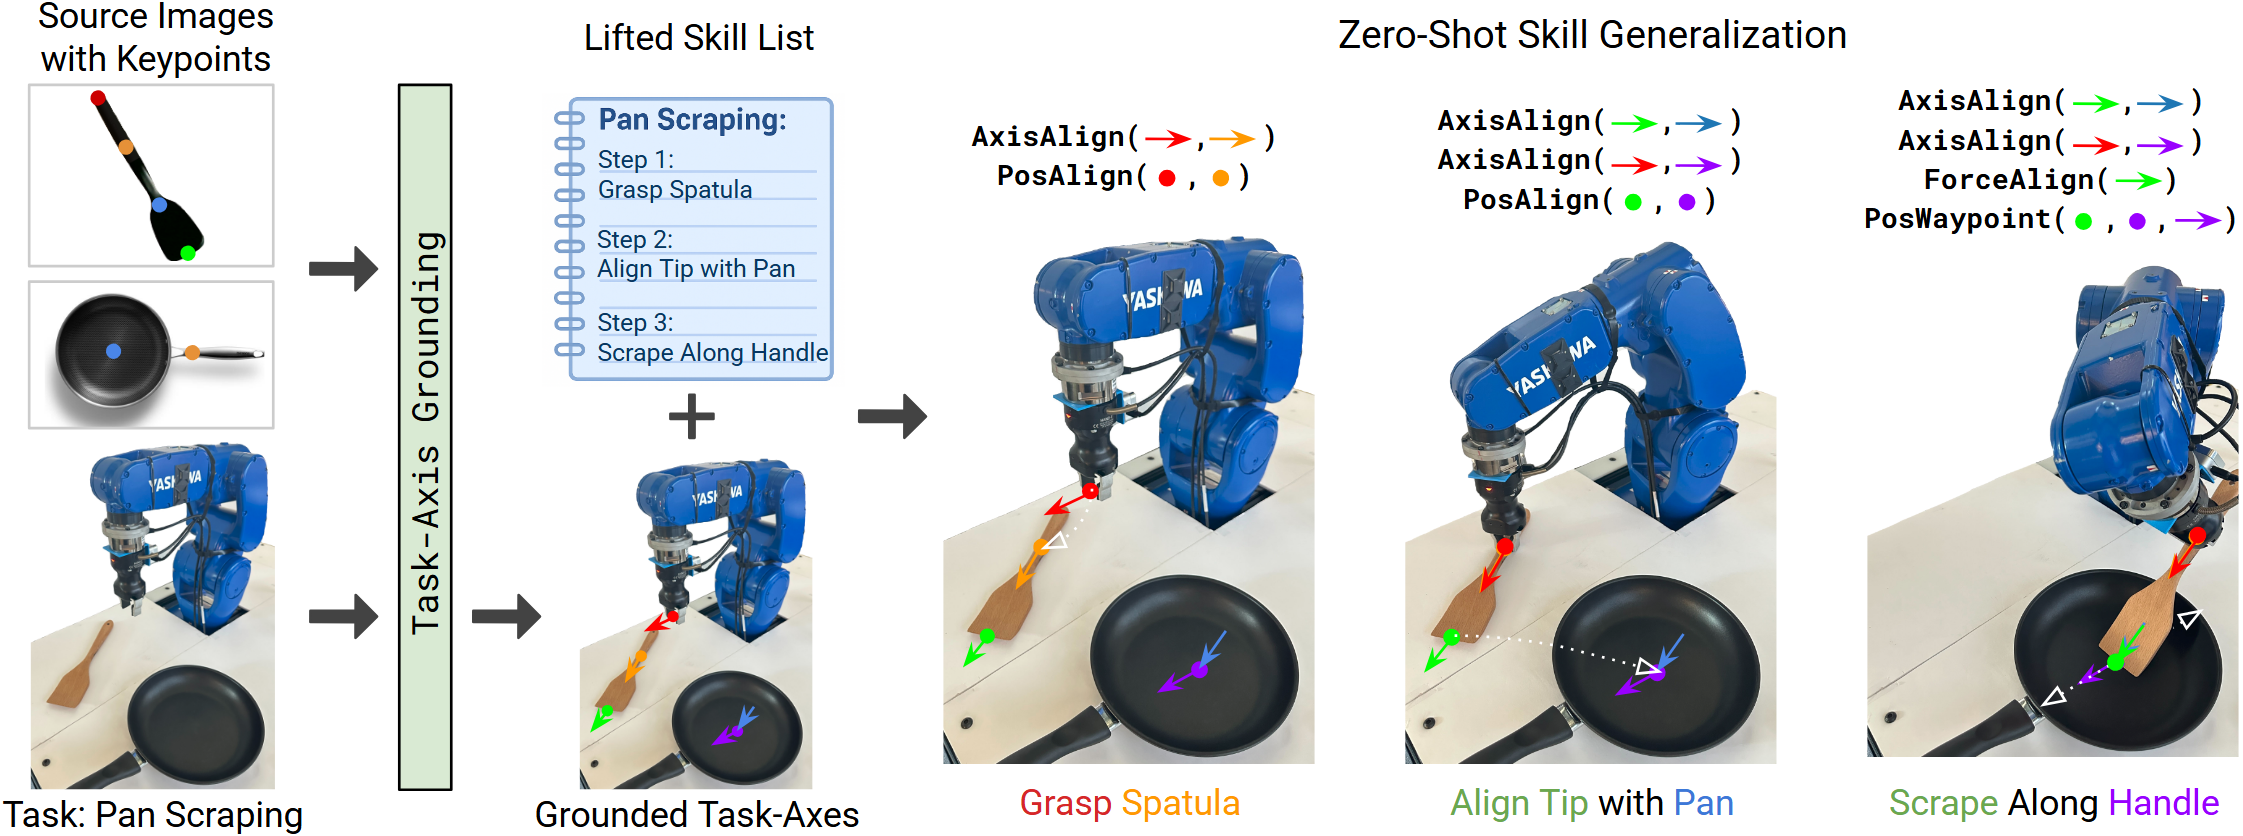 Source Images
with Keypoints
Task: Pan Scraping
Task-Axis Grounding
Lifted Skill List
Pan Scraping:
Step 1:
Grasp Spatula
Step 2:
Align Tip with Pan
Step 3:
Scrape Along Handle
+
Grounded Task-Axes
Zero-Shot Skill Generalization
AxisAlign( , )
PosAlign( , )
Grasp Spatula
AxisAlign( , )
AxisAlign( , )
PosAlign( , )
Align Tip with Pan
AxisAlign( , )
AxisAlign( , )
ForceAlign( )
PosWaypoint( , , )
Scrape Along Handle